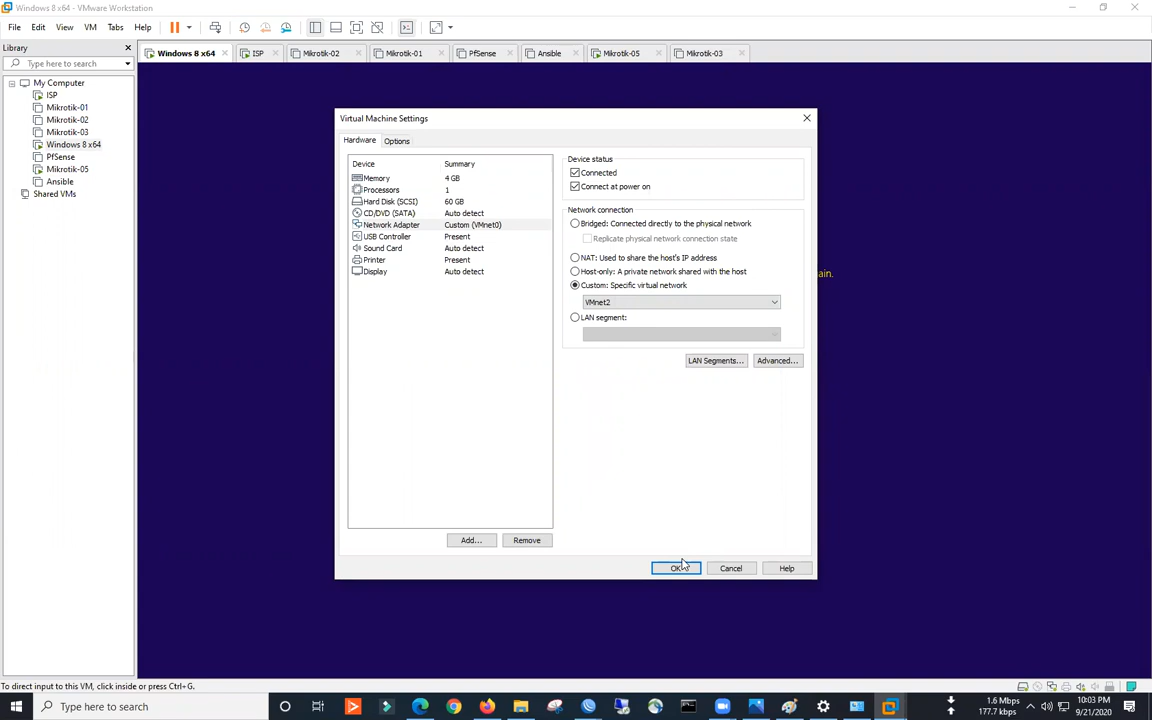 Windows 8 x64 - VMware Workstation
File Edit View VM Tabs Help
Library
Type here to search
Windows 8 x64 ISP Mikrotik-02 Mikrotik-01 PfSense Ansible Mikrotik-05 Mikrotik-03
My Computer
ISP
Mikrotik-01
Mikrotik-02
Mikrotik-03
Windows 8 x64
PfSense
Mikrotik-05
Ansible
Shared VMs
Virtual Machine Settings
Hardware Options
Device Summary
Memory 4 GB
Processors 1
Hard Disk (SCSI) 60 GB
CD/DVD (SATA) Auto detect
Network Adapter Custom (VMnet0)
USB Controller Present
Sound Card Auto detect
Printer Present
Display Auto detect
Add... Remove
Device status
Connected
Connect at power on
Network connection
Bridged: Connected directly to the physical network
Replicate physical network connection state
NAT: Used to share the host's IP address
Host-only: A private network shared with the host
Custom: Specific virtual network
VMnet2
LAN segment:
LAN Segments... Advanced...
OK Cancel Help
ain.
To direct input to this VM, click inside or press Ctrl+G.
Type here to search
1.6 Mbps
177.7 kbps
10:03 PM
9/21/2020